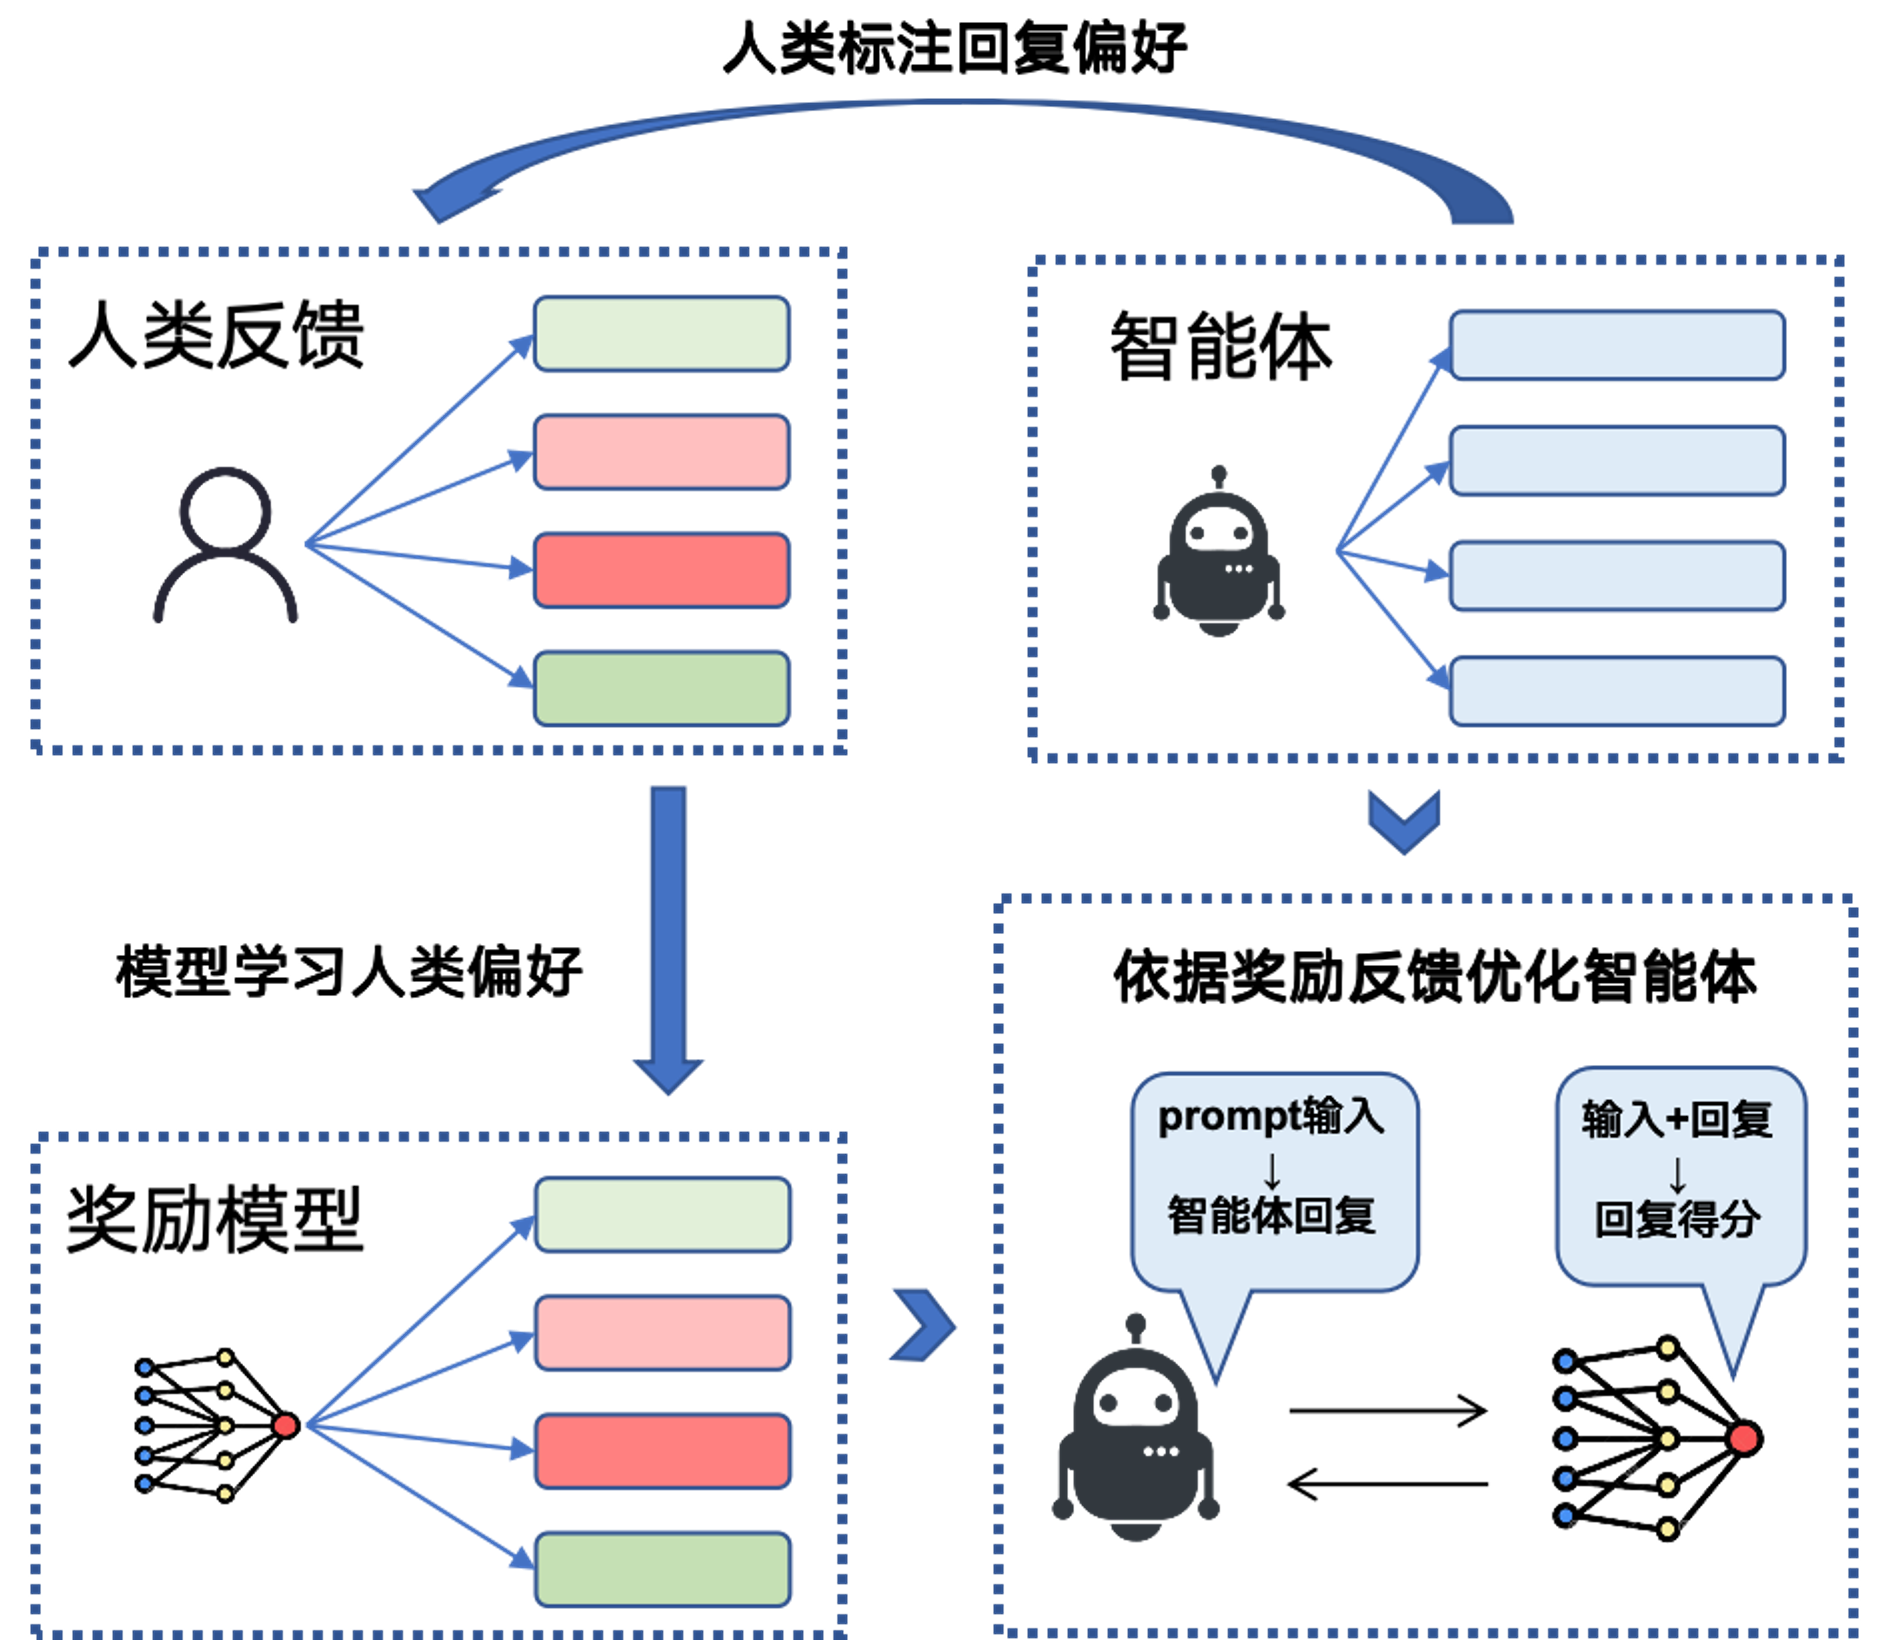 人类标注回复偏好
人类反馈
智能体
模型学习人类偏好
奖励模型
依据奖励反馈优化智能体
prompt输入
↓
智能体回复
输入+回复
↓
回复得分